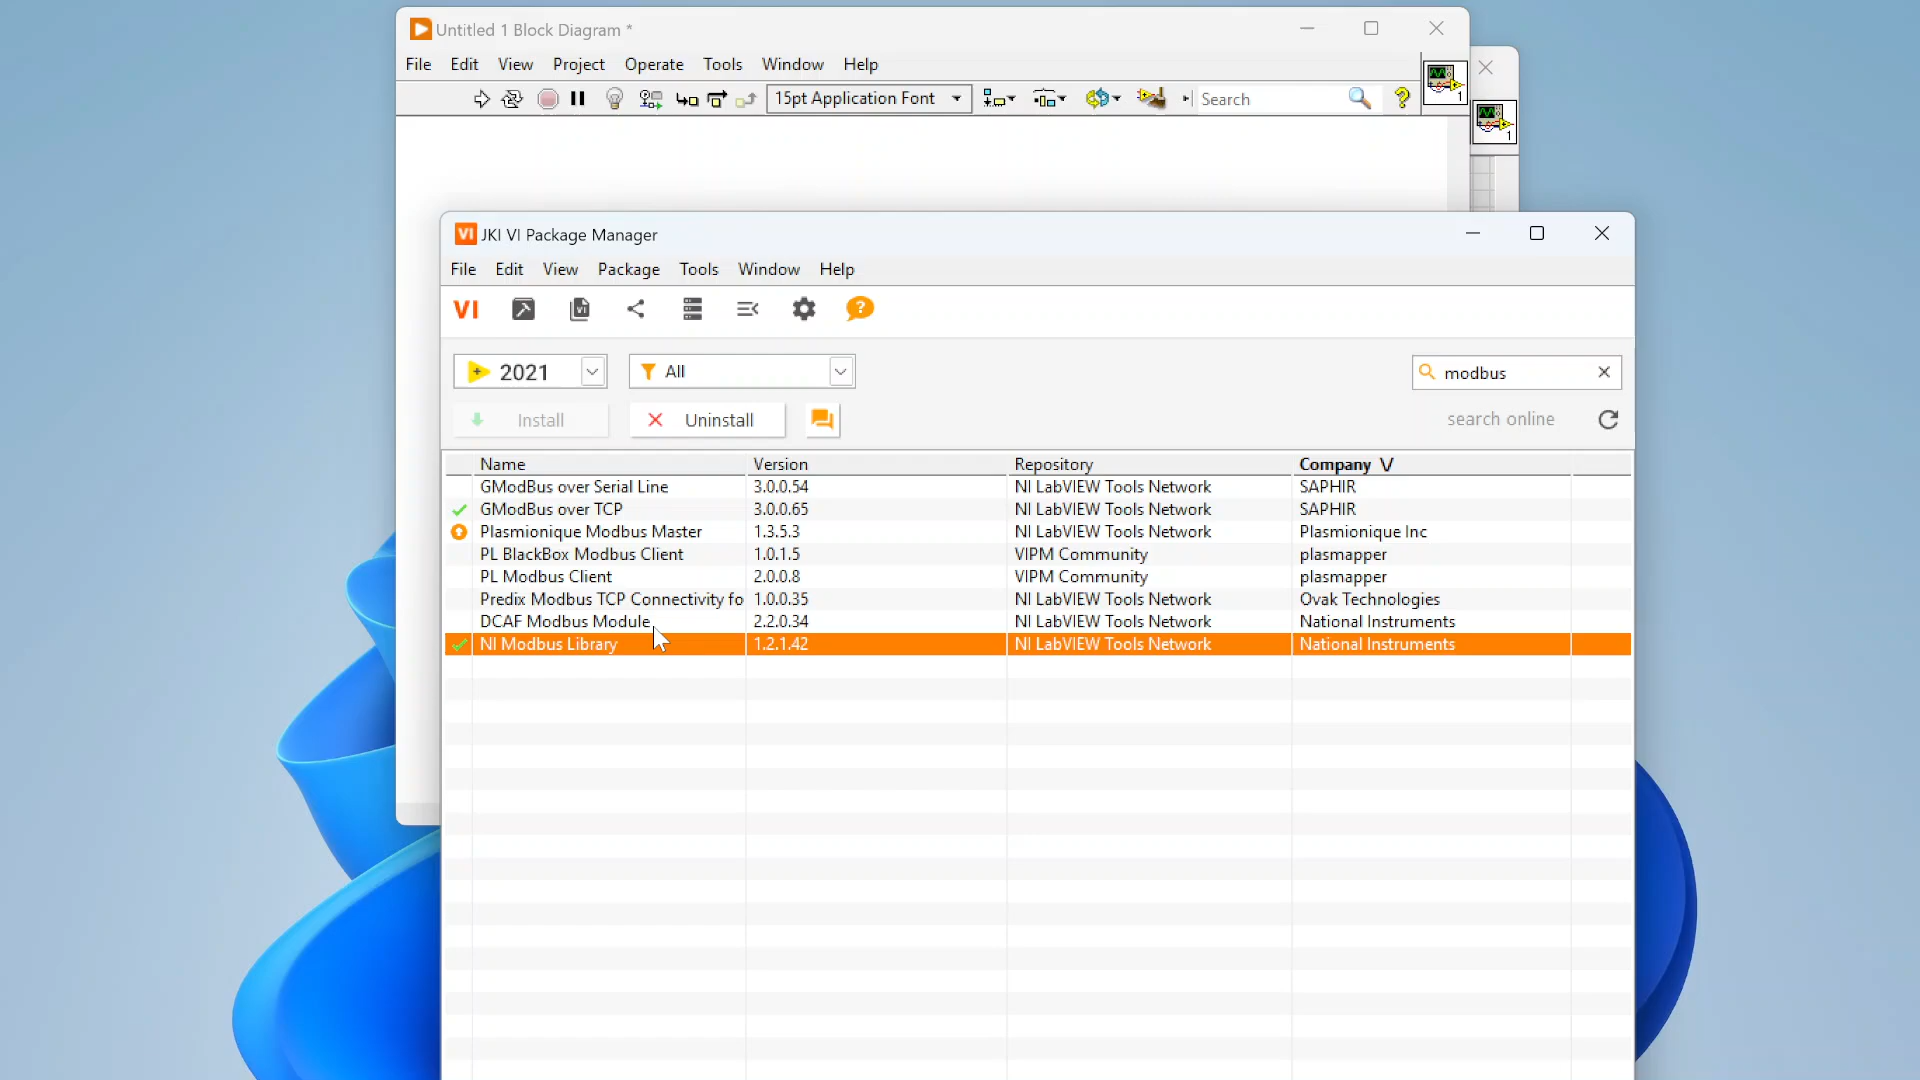 Untitled 1 Block Diagram *
File Edit View Project Operate Tools Window Help
15pt Application Font
Search
1
1
VI JKI VI Package Manager
File Edit View Package Tools Window Help
VI
VI
?
2021
All
modbus
Install
Uninstall
search online
Name Version Repository Company
GModBus over Serial Line 3.0.0.54 NI LabVIEW Tools Network SAPHIR
GModBus over TCP 3.0.0.65 NI LabVIEW Tools Network SAPHIR
Plasmionique Modbus Master 1.3.5.3 NI LabVIEW Tools Network Plasmionique Inc
PL BlackBox Modbus Client 1.0.1.5 VIPM Community plasmapper
PL Modbus Client 2.0.0.8 VIPM Community plasmapper
Predix Modbus TCP Connectivity fo 1.0.0.35 NI LabVIEW Tools Network Ovak Technologies
DCAF Modbus Module 2.2.0.34 NI LabVIEW Tools Network National Instruments
NI Modbus Library 1.2.1.42 NI LabVIEW Tools Network National Instruments